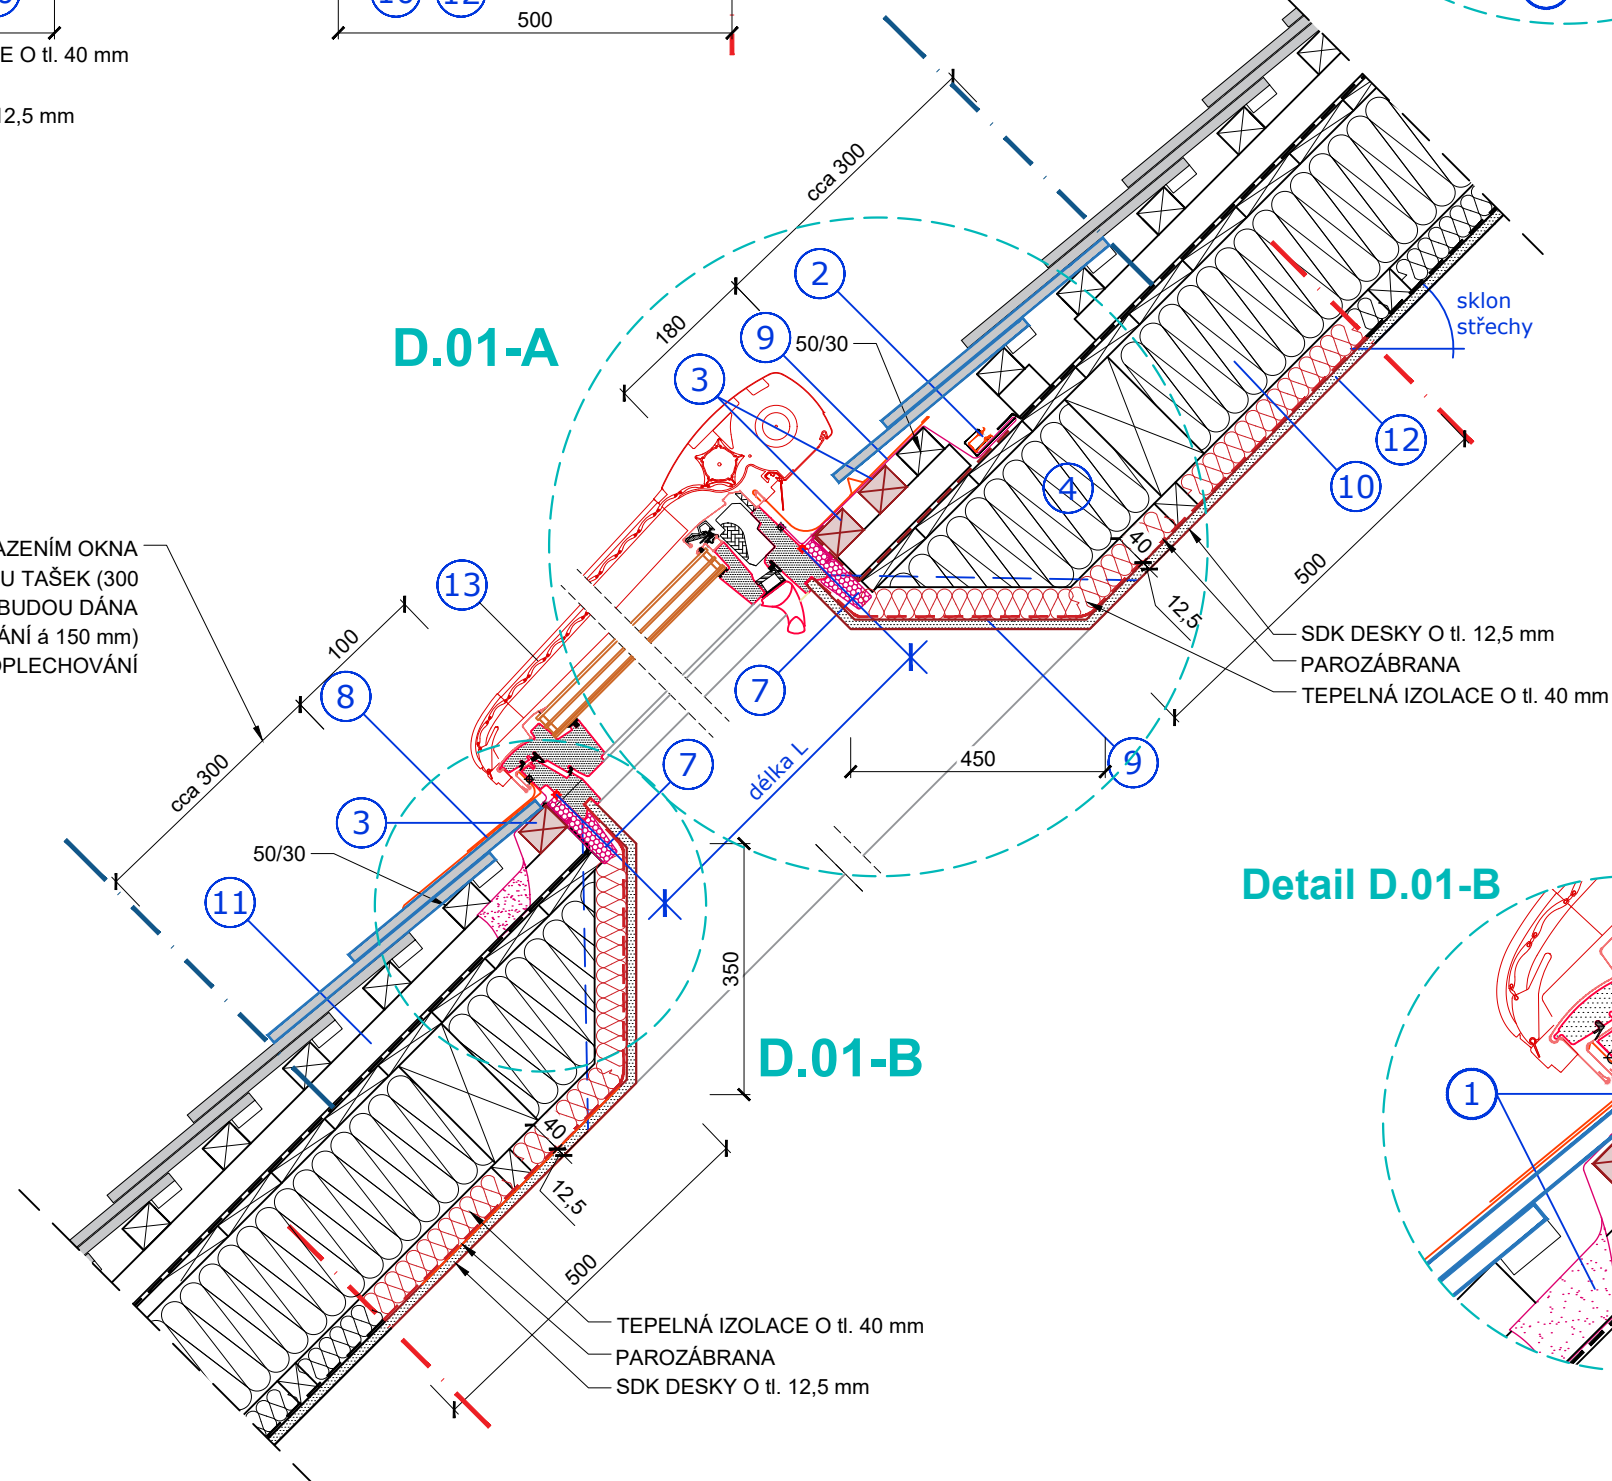 500
E O tl. 40 mm
12,5 mm
cca 300
180
D.01-A
2
9
50/30
3
sklon
střechy
12
10
4
AZENÍM OKNA
U TAŠEK (300
BUDOU DÁNA
ÁNÍ á 150 mm)
OPLECHOVÁNÍ
13
100
8
40
12,5
500
SDK DESKY O tl. 12,5 mm
PAROZÁBRANA
TEPELNÁ IZOLACE O tl. 40 mm
7
cca 300
7
délka L
450
9
3
50/30
11
350
Detail D.01-B
D.01-B
1
40
12,5
500
TEPELNÁ IZOLACE O tl. 40 mm
PAROZÁBRANA
SDK DESKY O tl. 12,5 mm